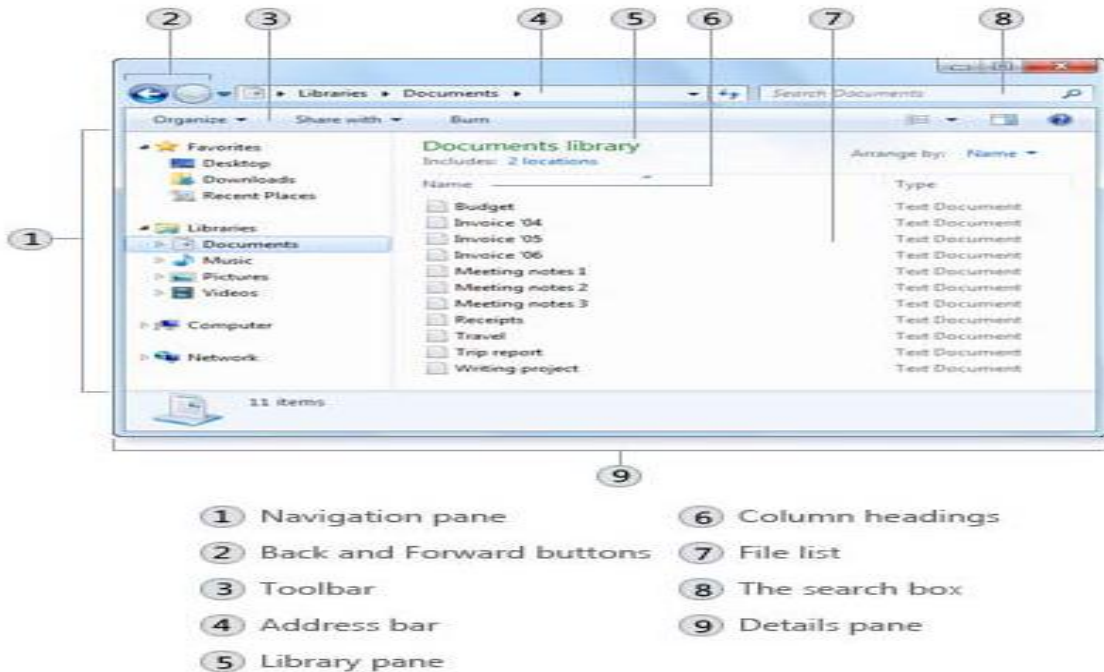 2 3 4 5 6 7 8
Libraries Documents Search Documents
Organize Share with Burn
Favorites
Desktop
Downloads
Recent Places
Libraries
Documents
Music
Pictures
Videos
Computer
Network
Documents library
Includes: 2 locations
Arrange by: Name
Name Type
Budget Text Document
Invoice '04 Text Document
Invoice '05 Text Document
Invoice '06 Text Document
Meeting notes 1 Text Document
Meeting notes 2 Text Document
Meeting notes 3 Text Document
Receipts Text Document
Travel Text Document
Trip report Text Document
Writing project Text Document
1
11 items
9
1 Navigation pane
2 Back and Forward buttons
3 Toolbar
4 Address bar
5 Library pane
6 Column headings
7 File list
8 The search box
9 Details pane